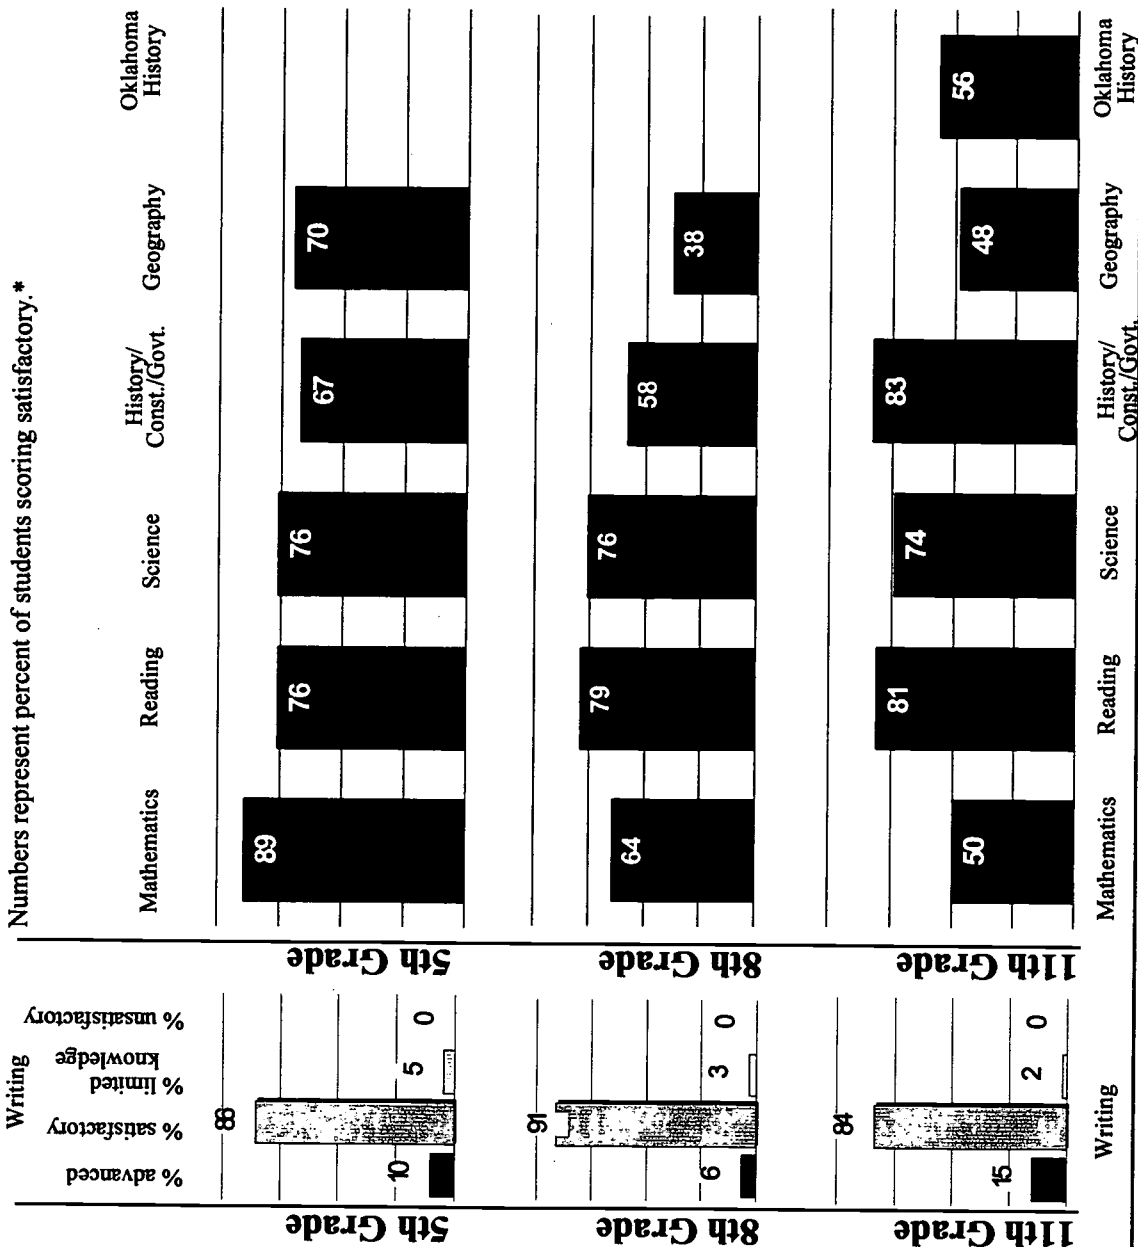 Numbers represent percent of students scoring satisfactory.*
Writing
% advanced
% satisfactory
% limited
knowledge
% unsatisfactory
Mathematics
Reading
Science
History/
Const./Govt.
Geography
Oklahoma
History
5th Grade
10
5
0
5th Grade
89
76
76
67
70
8th Grade
6
91
3
0
8th Grade
64
79
76
58
38
11th Grade
15
84
2
0
11th Grade
50
81
74
83
48
56
Writing
Mathematics
Reading
Science
History/
Const./Govt.
Geography
Oklahoma
History